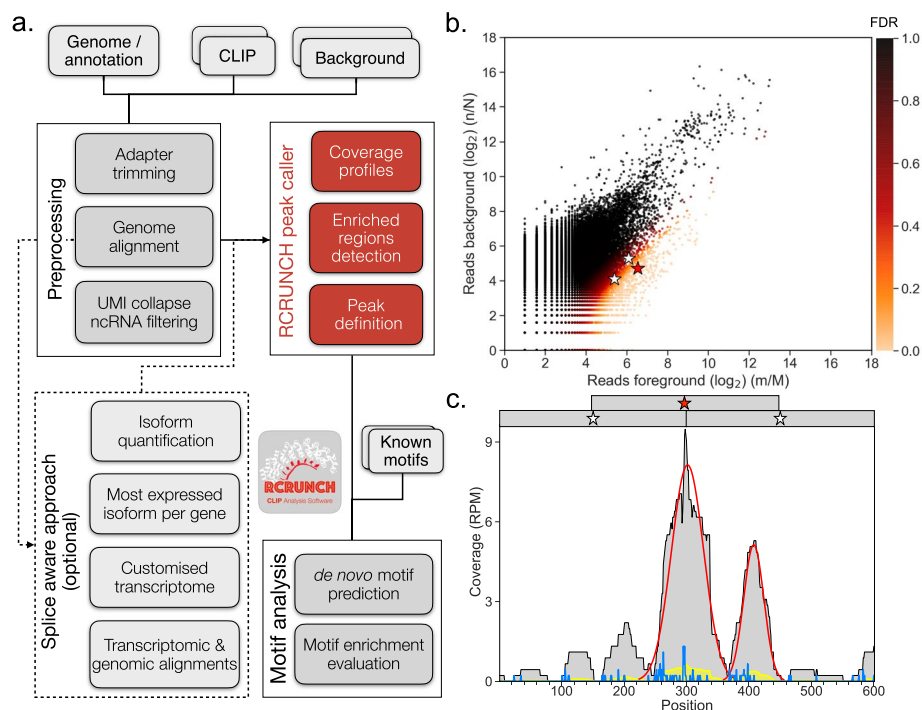 a.
Genome /
annotation
CLIP
Background
Preprocessing
Adapter
trimming
Genome
alignment
UMI collapse
ncRNA filtering
RCRUNCH peak caller
Coverage
profiles
Enriched
regions
detection
Peak
definition
Splice aware approach
(optional)
Isoform
quantification
Most expressed
isoform per gene
Customised
transcriptome
Transcriptomic &
genomic alignments
RCRUNCH
CLIP Analysis Software
Known
motifs
Motif analysis
de novo motif
prediction
Motif enrichment
evaluation
b.
FDR
Reads background (log2) (n/N)
18
16
14
12
10
8
6
4
2
0
0 2 4 6 8 10 12 14 16 18
Reads foreground (log2) (m/M)
1.0
0.8
0.6
0.4
0.2
0.0
c.
Coverage (RPM)
9
6
3
0
100 200 300 400 500 600
Position